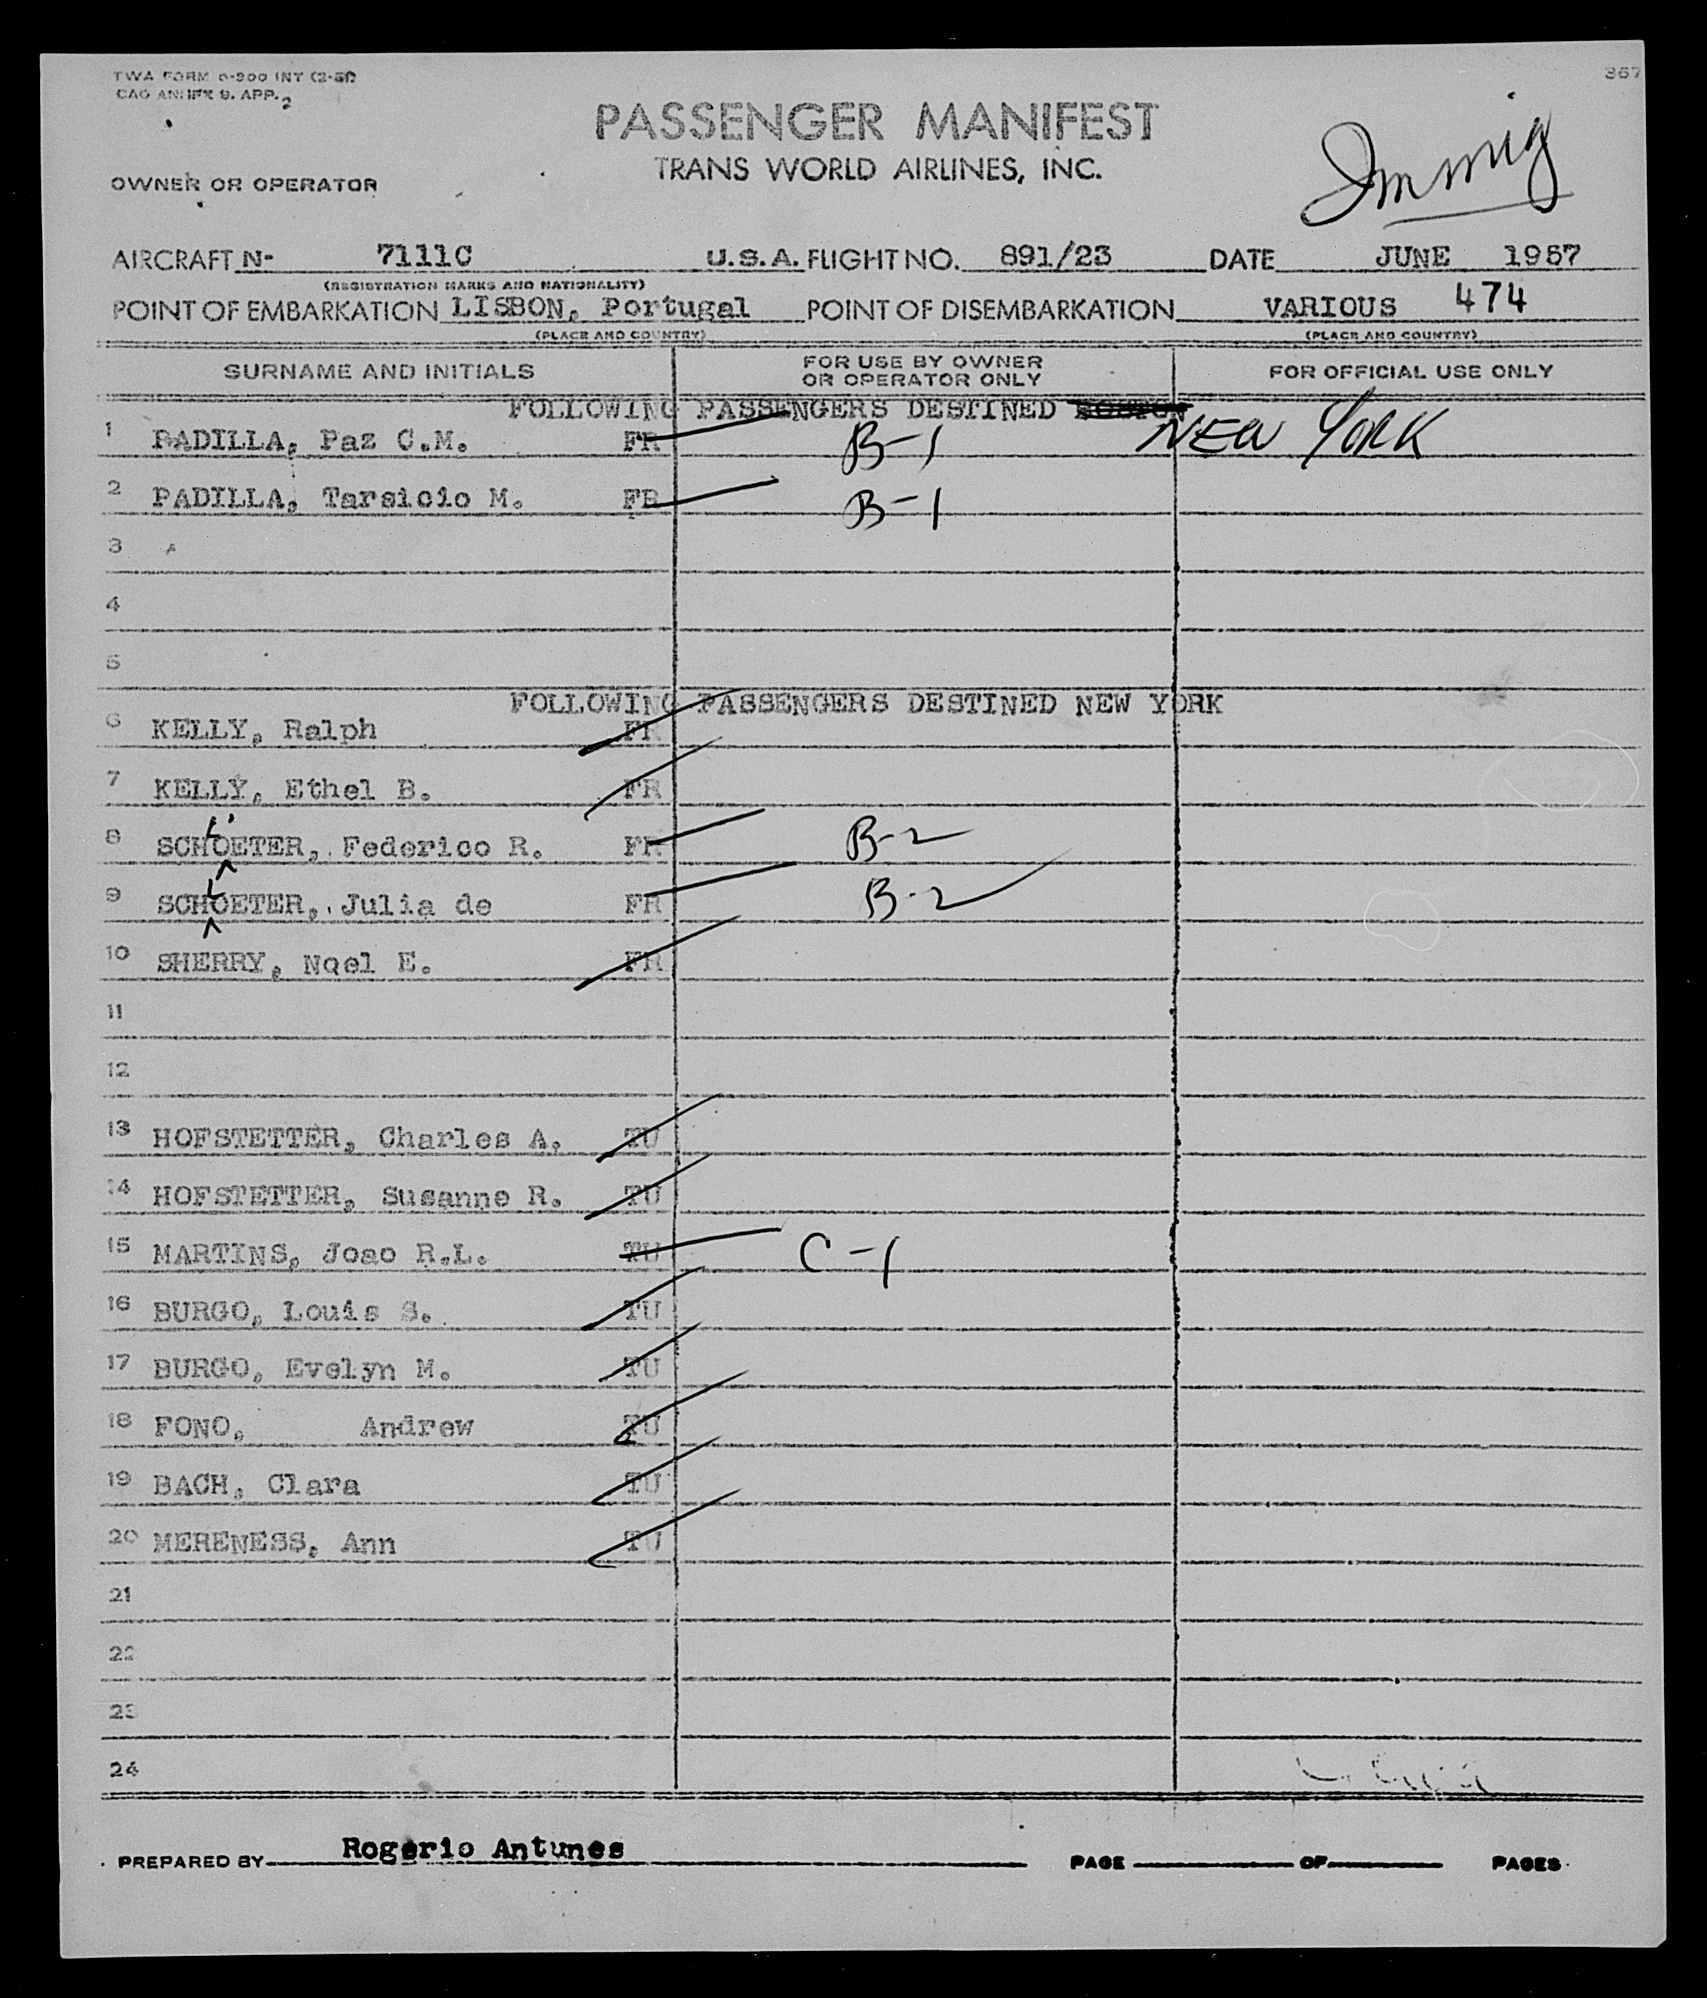 TWA FORM 0-900 INT (2-51)
CAO ANNEX 9. APP. 2
367
PASSENGER MANIFEST
TRANS WORLD AIRLINES, INC.
Immig
OWNER OR OPERATOR
AIRCRAFT N- 7111C U.S.A. FLIGHT NO. 891/23 DATE JUNE 1957
(REGISTRATION MARKS AND NATIONALITY)
POINT OF EMBARKATION LISBON, Portugal POINT OF DISEMBARKATION VARIOUS 474
(PLACE AND COUNTRY) (PLACE AND COUNTRY)
SURNAME AND INITIALS FOR USE BY OWNER OR OPERATOR ONLY FOR OFFICIAL USE ONLY
FOLLOWING PASSENGERS DESTINED BOSTON NEW YORK
1 PADILLA, Paz C.M. FR B-1
2 PADILLA, Tarsicio M. FR B-1
3
4
5
FOLLOWING PASSENGERS DESTINED NEW YORK
6 KELLY, Ralph FR
7 KELLY, Ethel B. FR
8 SCHLOETER, Federico R. FR B-2
9 SCHLOETER, Julia de FR B-2
10 SHERRY, Noel E. FR
11
12
13 HOFSTETTER, Charles A. TU
14 HOFSTETTER, Susanne R. TU
15 MARTINS, Joao R.L. TU C-1
16 BURGO, Louis S. TU
17 BURGO, Evelyn M. TU
18 FONO, Andrew TU
19 BACH, Clara TU
20 MERENESS, Ann TU
21
22
23
24
PREPARED BY Rogerio Antunes PAGE OF PAGES